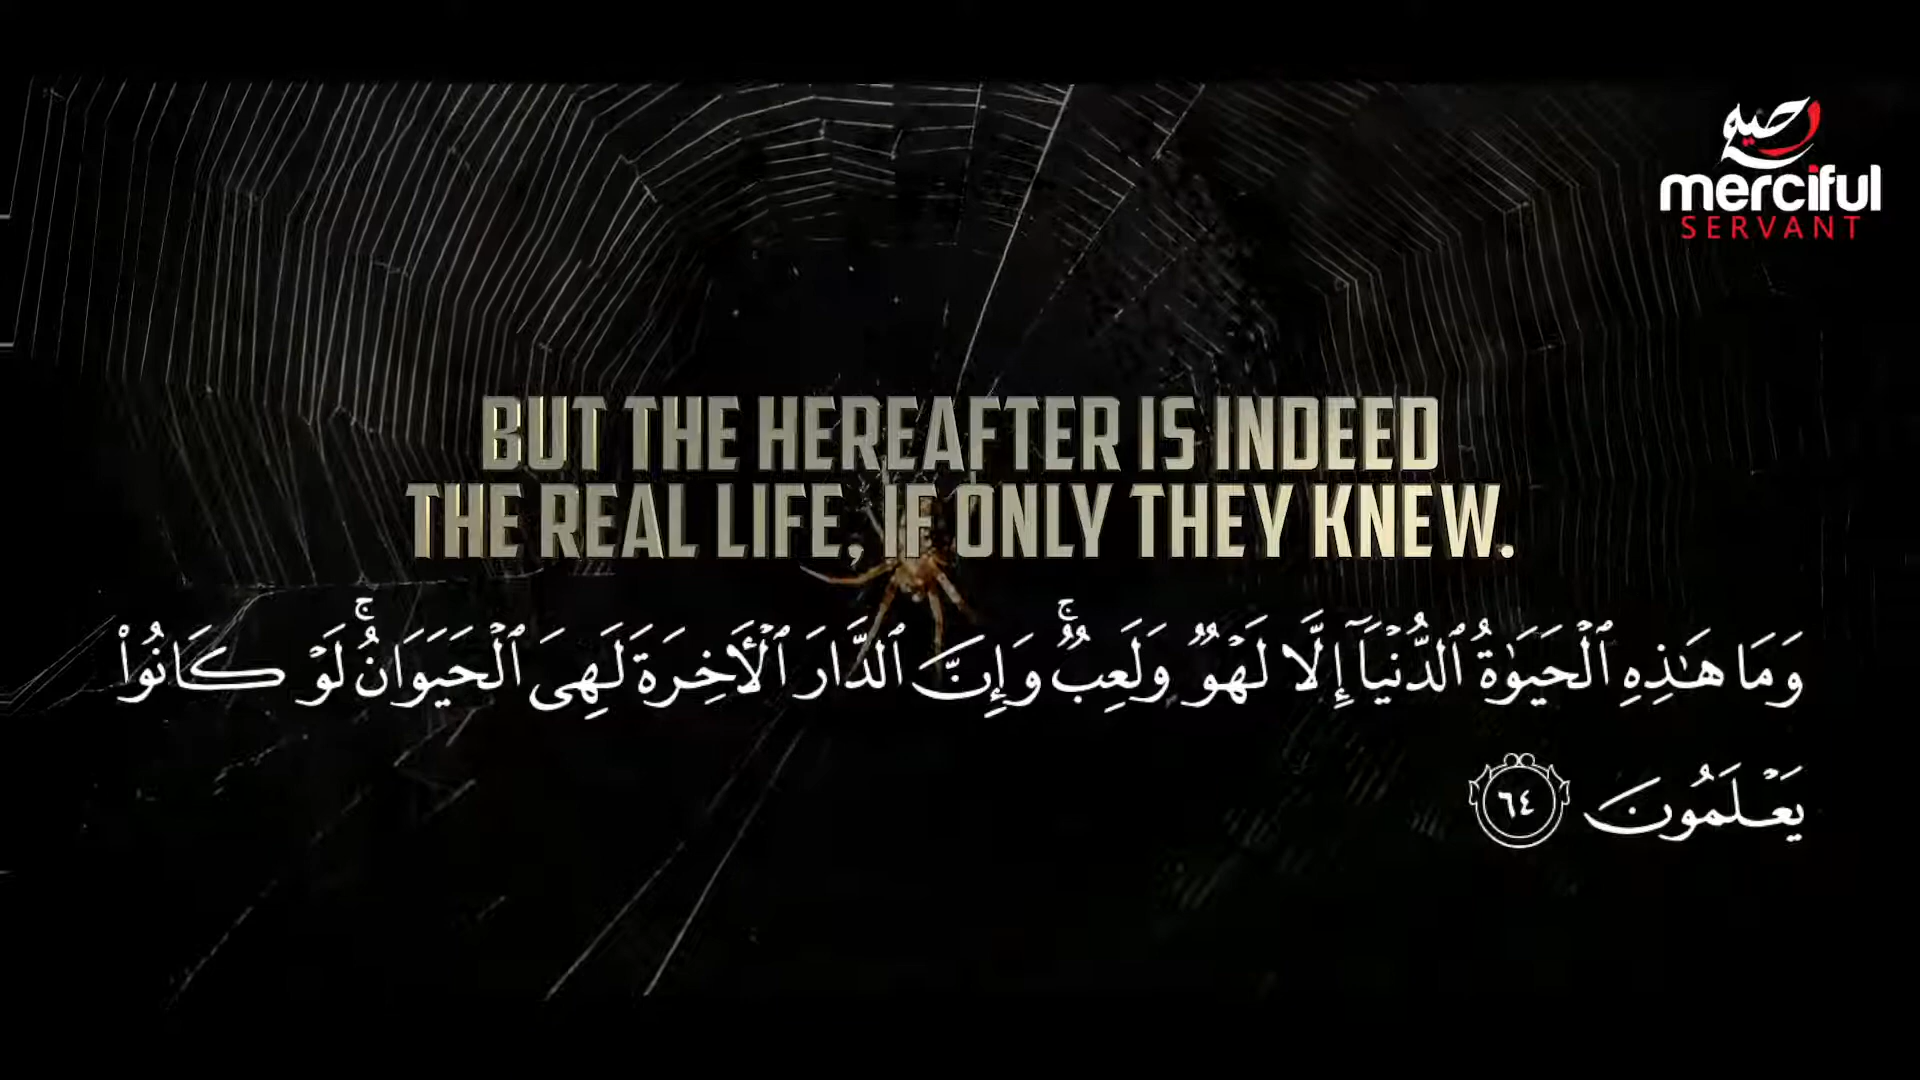 merciful
SERVANT
BUT THE HEREAFTER IS INDEED
THE REAL LIFE, IF ONLY THEY KNEW.
وَمَا هَٰذِهِ ٱلْحَيَوٰةُ ٱلدُّنْيَآ إِلَّا لَهْوٌ وَلَعِبٌ ۚ وَإِنَّ ٱلدَّارَ ٱلْأَخِرَةَ لَهِىَ ٱلْحَيَوَانُ ۚ لَوْ كَانُوا۟
يَعْلَمُونَ ٦٤